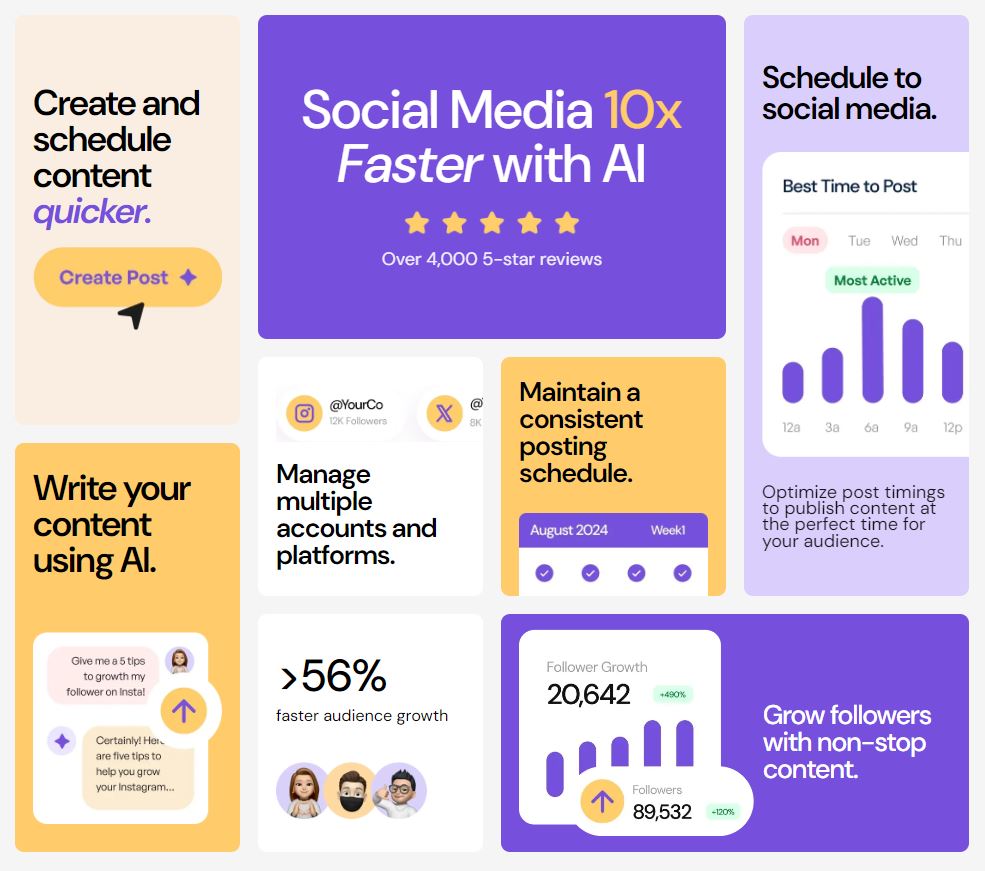 Create and
schedule
content
quicker.
Create Post
Social Media 10x
Faster with AI
Over 4,000 5-star reviews
Schedule to
social media.
Best Time to Post
Mon Tue Wed Thu
Most Active
12a 3a 6a 9a 12p
Optimize post timings
to publish content at
the perfect time for
your audience.
Write your
content
using AI.
Give me a 5 tips
to growth my
follower on Insta!
Certainly! Here
are five tips to
help you grow
your Instagram...
@YourCo
12K Followers
8K
Manage
multiple
accounts and
platforms.
Maintain a
consistent
posting
schedule.
August 2024 Week1
>56%
faster audience growth
Follower Growth
20,642 +490%
Followers
89,532 +120%
Grow followers
with non-stop
content.